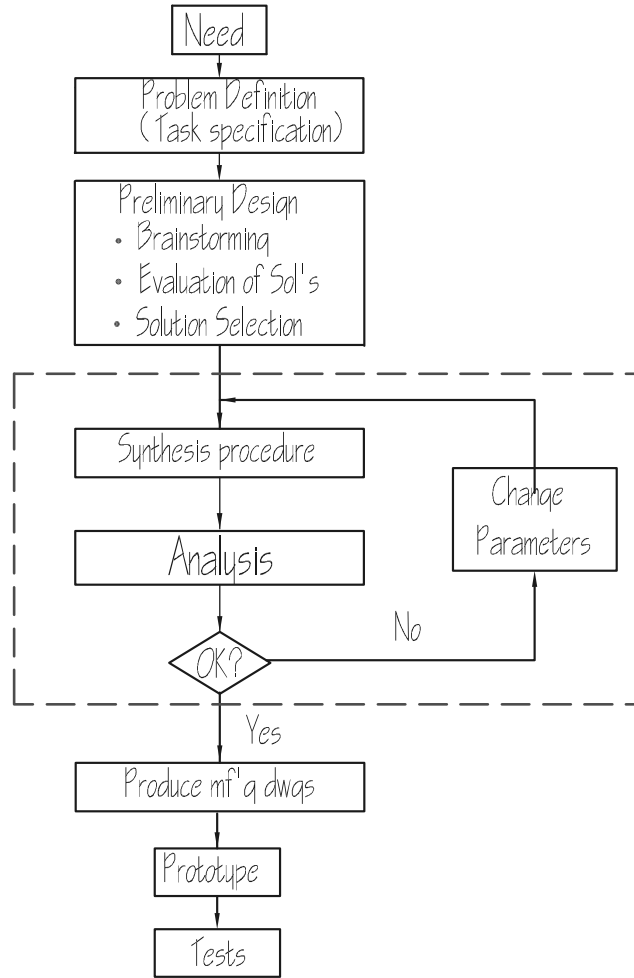 Need
Problem Definition
(Task specification)
Preliminary Design
• Brainstorming
• Evaluation of Sol's
• Solution Selection
Synthesis procedure
Change
Parameters
Analysis
No
OK?
Yes
Produce mf'g dwgs
Prototype
Tests